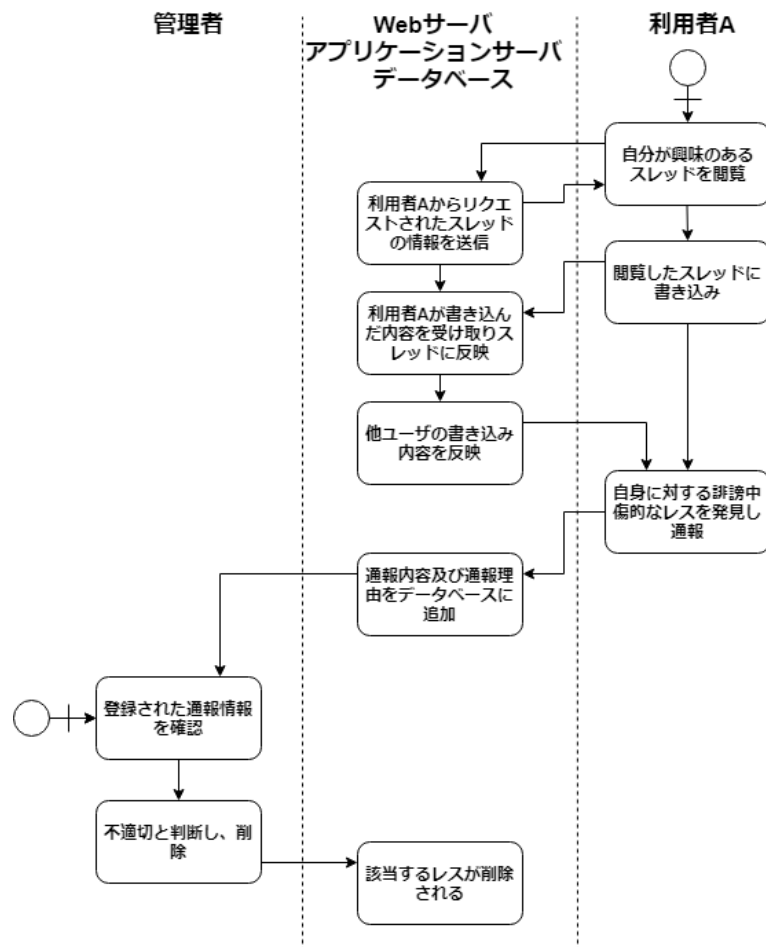 管理者
Webサーバ
アプリケーションサーバ
データベース
利用者A
自分が興味のある
スレッドを閲覧
利用者Aからリクエ
ストされたスレッド
の情報を送信
閲覧したスレッドに
書き込み
利用者Aが書き込ん
だ内容を受け取りス
レッドに反映
他ユーザの書き込み
内容を反映
自身に対する誹謗中
傷的なレスを発見し
通報
通報内容及び通報理
由をデータベースに
追加
登録された通報情報
を確認
不適切と判断し、削
除
該当するレスが削除
される